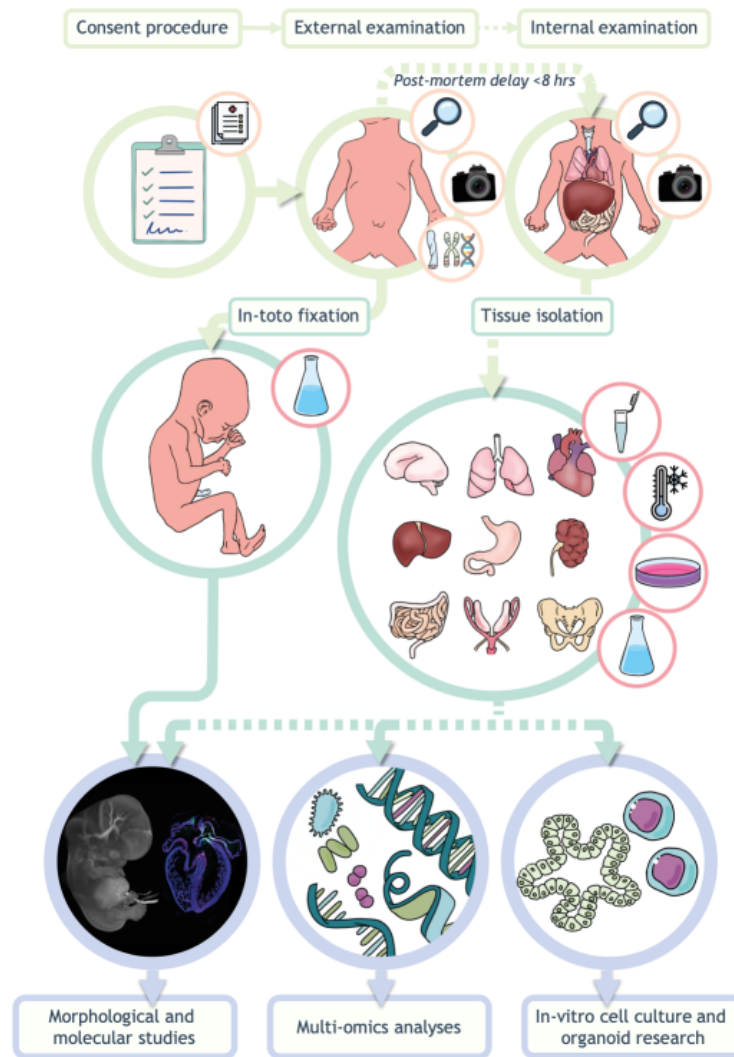 Consent procedure
External examination
Internal examination
Post-mortem delay <8 hrs
In-toto fixation
Tissue isolation
Morphological and
molecular studies
Multi-omics analyses
In-vitro cell culture and
organoid research